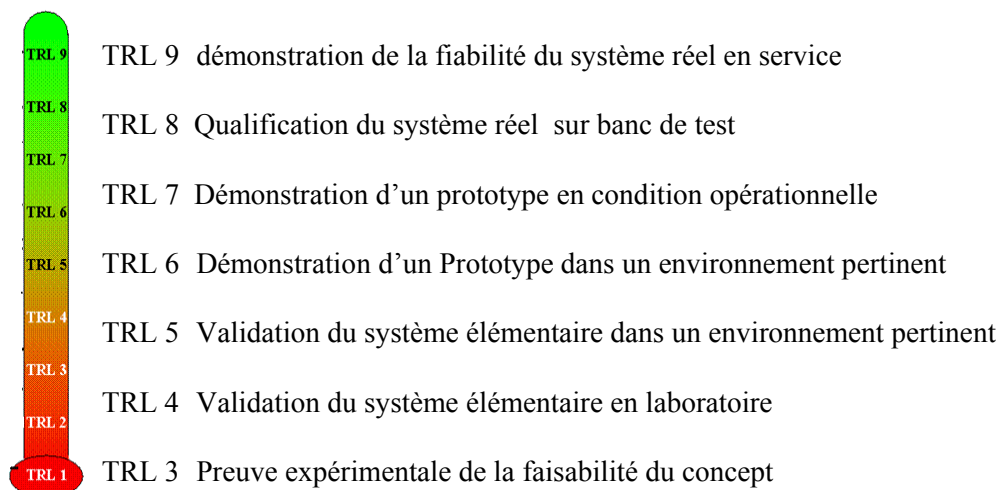 TRL 9 TRL 9 démonstration de la fiabilité du système réel en service
TRL 8 TRL 8 Qualification du système réel sur banc de test
TRL 7 TRL 7 Démonstration d’un prototype en condition opérationnelle
TRL 6 TRL 6 Démonstration d’un Prototype dans un environnement pertinent
TRL 5
TRL 4 TRL 5 Validation du système élémentaire dans un environnement pertinent
TRL 3
TRL 2 TRL 4 Validation du système élémentaire en laboratoire
TRL 1 TRL 3 Preuve expérimentale de la faisabilité du concept